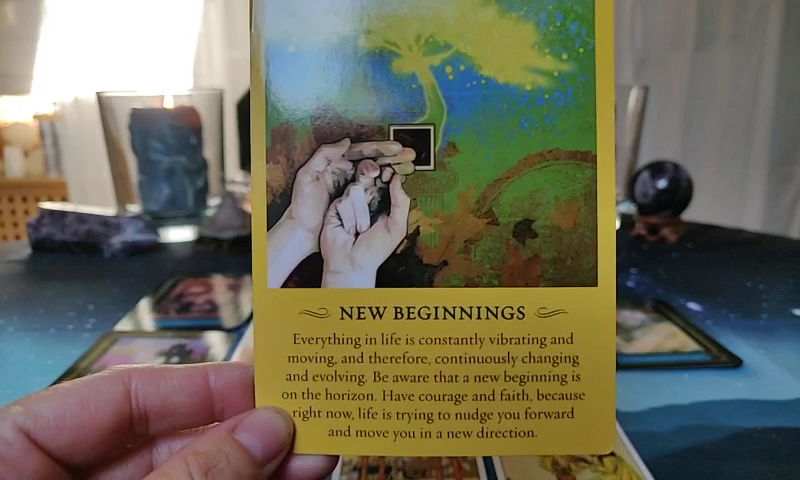 NEW BEGINNINGS
Everything in life is constantly vibrating and
moving, and therefore, continuously changing
and evolving. Be aware that a new beginning is
on the horizon. Have courage and faith, because
right now, life is trying to nudge you forward
and move you in a new direction.